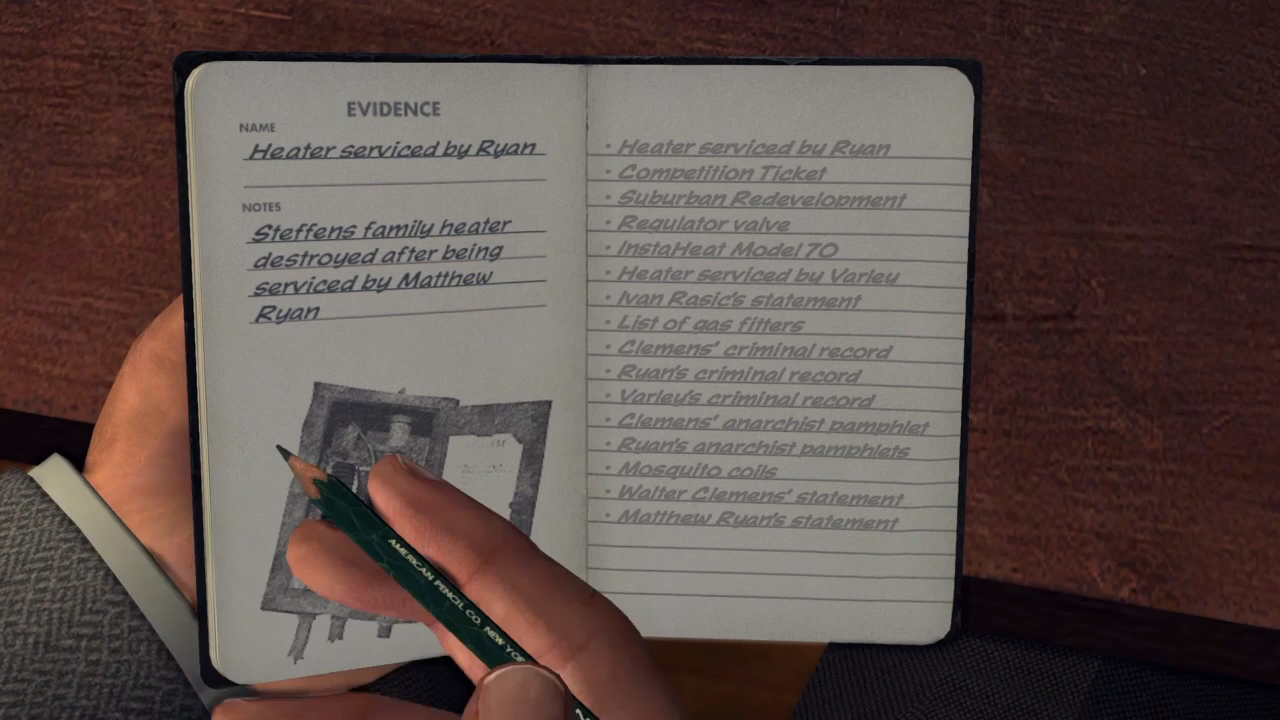 EVIDENCE
NAME
Heater serviced by Ryan
NOTES
Steffens family heater
destroyed after being
serviced by Matthew
Ryan
• Heater serviced by Ryan
• Competition Ticket
• Suburban Redevelopment
• Regulator valve
• InstaHeat Model 70
• Heater serviced by Varley
• Ivan Rasic's statement
• List of gas fitters
• Clemens' criminal record
• Ryan's criminal record
• Varley's criminal record
• Clemens' anarchist pamphlet
• Ryan's anarchist pamphlets
• Mosquito coils
• Walter Clemens' statement
• Matthew Ryan's statement
AMERICAN PENCIL CO. NEW YOR